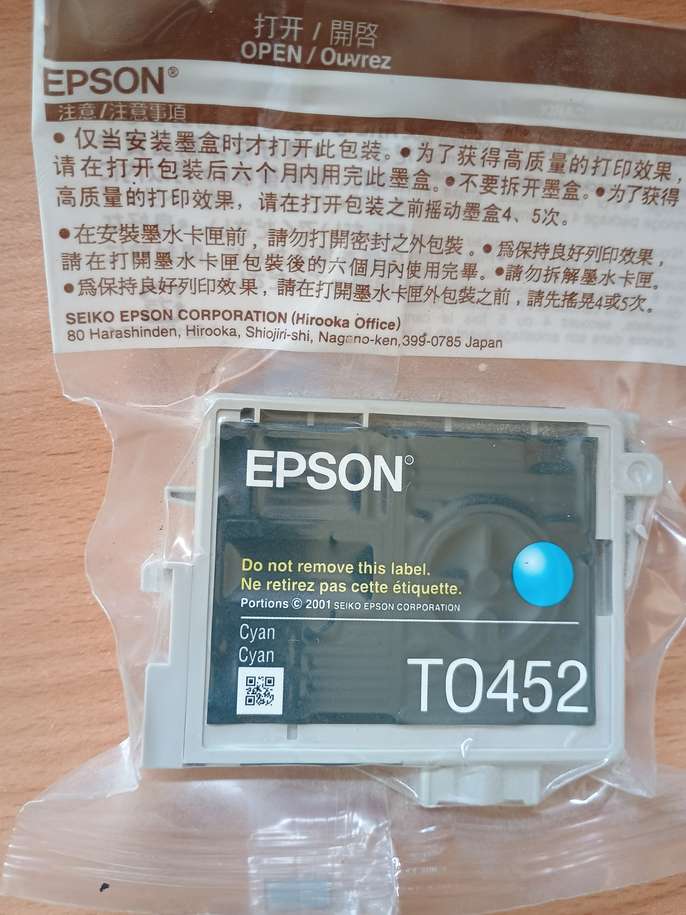 打开 / 開啓
OPEN / Ouvrez
EPSON®
注意/注意事項
• 仅当安装墨盒时才打开此包装。• 为了获得高质量的打印效果，
请在打开包装后六个月内用完此墨盒。• 不要拆开墨盒。• 为了获得
高质量的打印效果，请在打开包装之前摇动墨盒4、5次。
• 在安裝墨水卡匣前，請勿打開密封之外包裝。• 爲保持良好列印效果，
請在打開墨水卡匣包裝後的六個月內使用完畢。• 請勿拆解墨水卡匣。
• 爲保持良好列印效果，請在打開墨水卡匣外包裝之前，請先搖晃4或5次。
SEIKO EPSON CORPORATION (Hirooka Office)
80 Harashinden, Hirooka, Shiojiri-shi, Nagano-ken,399-0785 Japan
EPSON®
Do not remove this label.
Ne retirez pas cette étiquette.
Portions © 2001 SEIKO EPSON CORPORATION
Cyan
Cyan
T0452